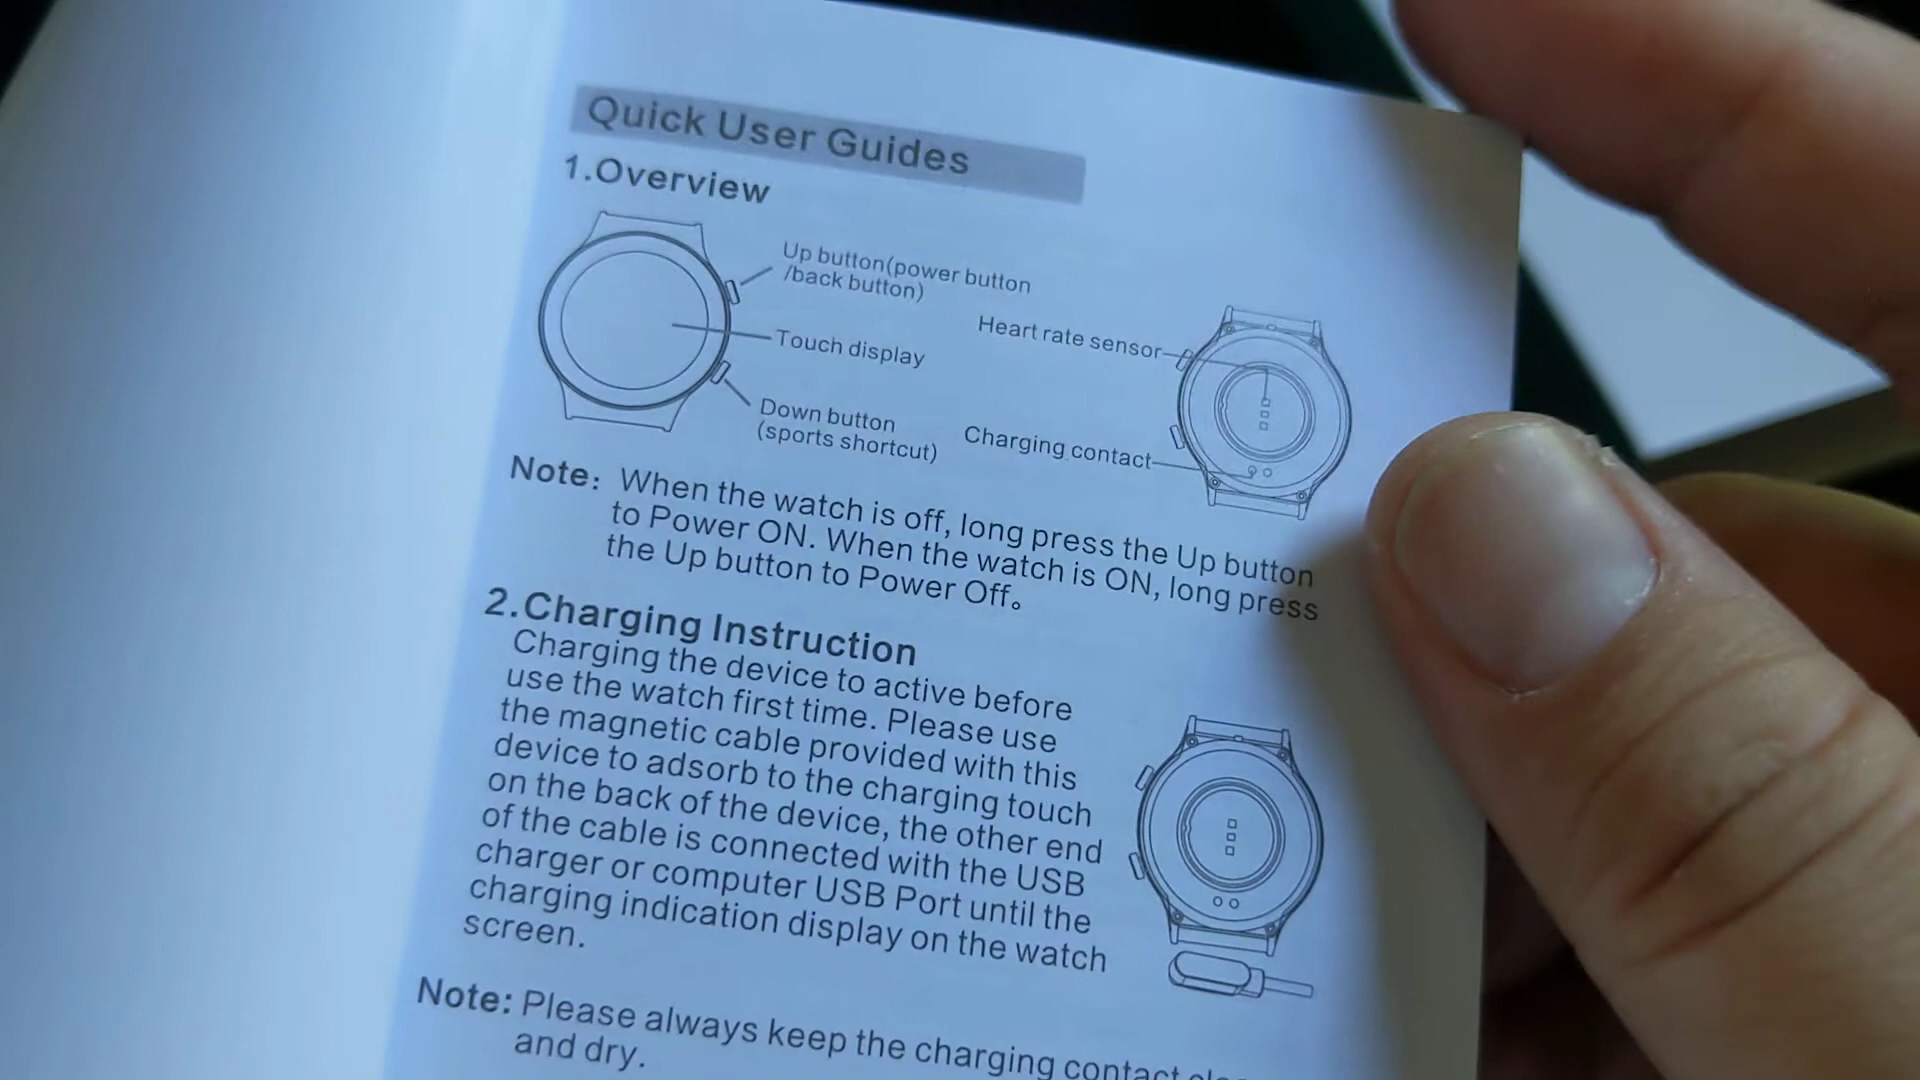 Quick User Guides
1.Overview
Up button(power button
/back button)
Touch display
Down button
(sports shortcut)
Heart rate sensor
Charging contact
Note: When the watch is off, long press the Up button
to Power ON. When the watch is ON, long press
the Up button to Power Off。
2.Charging Instruction
Charging the device to active before
use the watch first time. Please use
the magnetic cable provided with this
device to adsorb to the charging touch
on the back of the device, the other end
of the cable is connected with the USB
charger or computer USB Port until the
charging indication display on the watch
screen.
Note: Please always keep the charging contact
and dry.